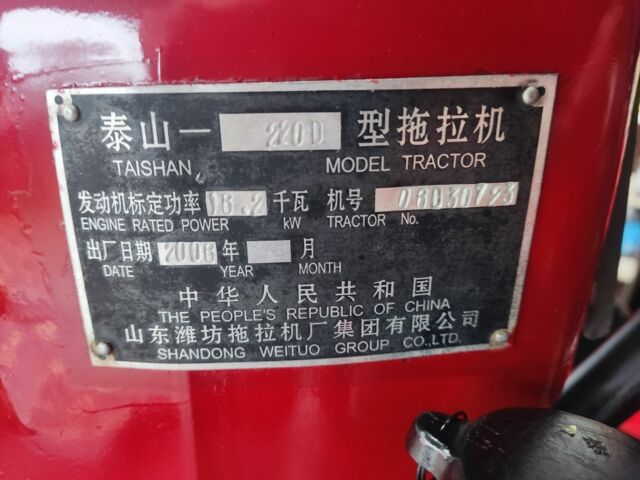 泰山— 220-D 型拖拉机
TAISHAN MODEL TRACTOR
发动机标定功率 16.2 千瓦 机号 06030723
ENGINE RATED POWER kW TRACTOR No.
出厂日期 2006 年 月
DATE YEAR MONTH
中华人民共和国
THE PEOPLE'S REPUBLIC OF CHINA
山东潍坊拖拉机厂集团有限公司
SHANDONG WEITUO GROUP CO.,LTD.